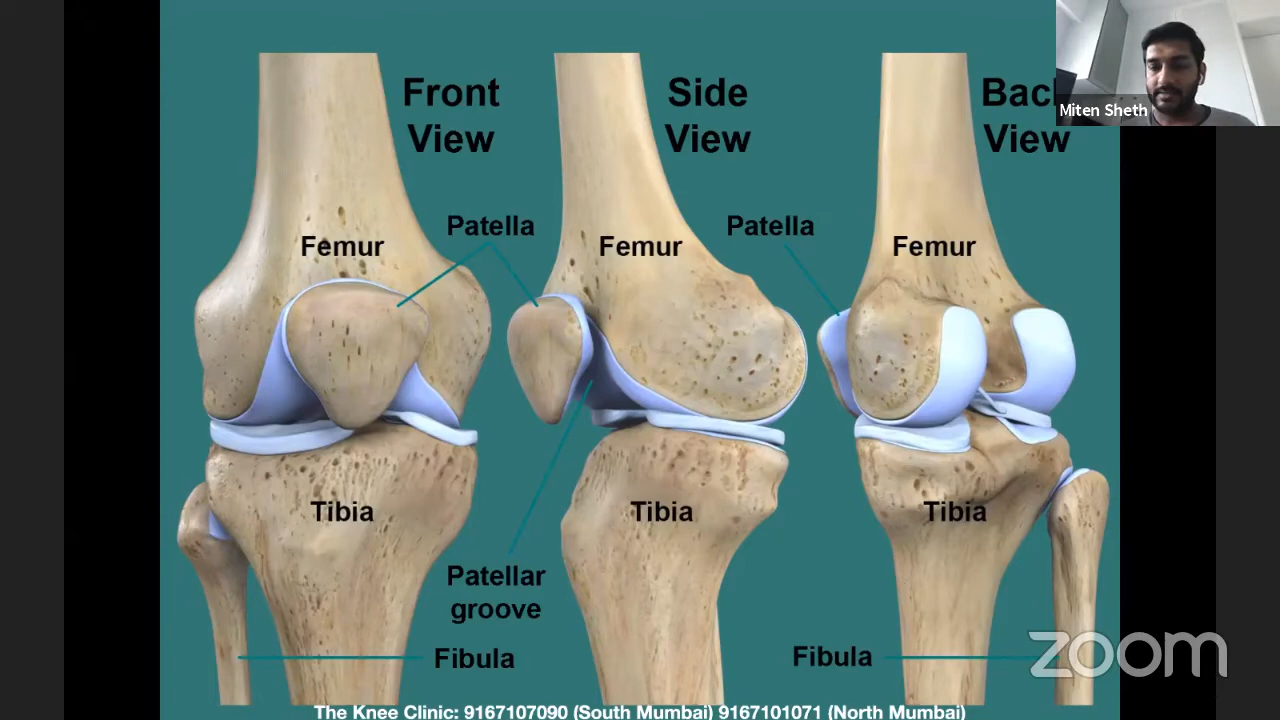 Front
View
Side
View
Back
View
Miten Sheth
Patella
Patella
Femur
Femur
Femur
Tibia
Tibia
Tibia
Patellar
groove
Fibula
Fibula
zoom
The Knee Clinic: 9167107090 (South Mumbai) 9167101071 (North Mumbai)